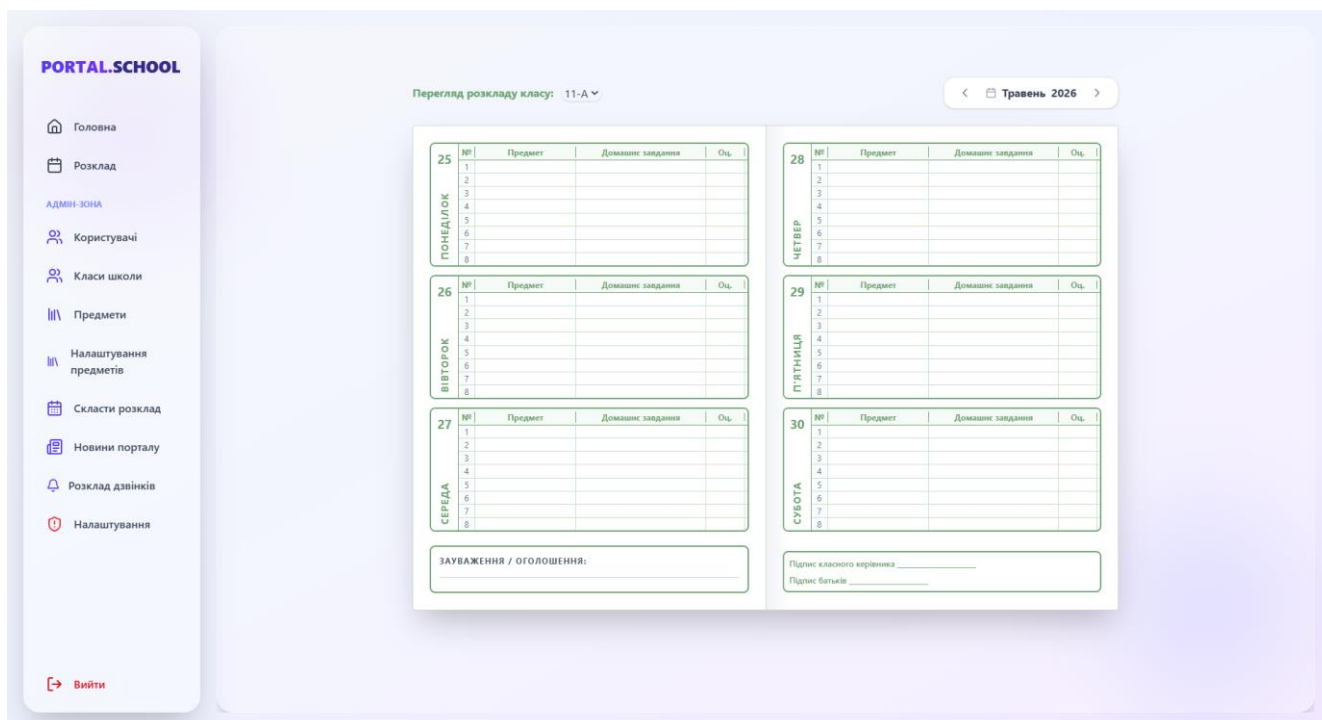 PORTAL.SCHOOL
Головна
Розклад
АДМІН-ЗОНА
Користувачі
Класи школи
Предмети
Налаштування
предметів
Скласти розклад
Новини порталу
Розклад дзвінків
Налаштування
Вийти
Перегляд розкладу класу: 11-А
Травень 2026
25 ПОНЕДІЛОК
№ Предмет Домашнє завдання Оц.
1
2
3
4
5
6
7
8
26 ВІВТОРОК
№ Предмет Домашнє завдання Оц.
1
2
3
4
5
6
7
8
27 СЕРЕДА
№ Предмет Домашнє завдання Оц.
1
2
3
4
5
6
7
8
ЗАУВАЖЕННЯ / ОГОЛОШЕННЯ:
28 ЧЕТВЕР
№ Предмет Домашнє завдання Оц.
1
2
3
4
5
6
7
8
29 П'ЯТНИЦЯ
№ Предмет Домашнє завдання Оц.
1
2
3
4
5
6
7
8
30 СУБОТА
№ Предмет Домашнє завдання Оц.
1
2
3
4
5
6
7
8
Підпис класного керівника
Підпис батьків